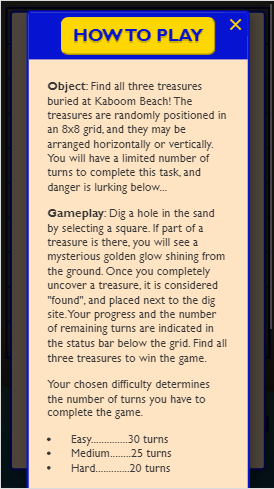 HOW TO PLAY
×
Object: Find all three treasures
buried at Kaboom Beach! The
treasures are randomly positioned in
an 8x8 grid, and they may be
arranged horizontally or vertically.
You will have a limited number of
turns to complete this task, and
danger is lurking below...
Gameplay: Dig a hole in the sand
by selecting a square. If part of a
treasure is there, you will see a
mysterious golden glow shining from
the ground. Once you completely
uncover a treasure, it is considered
"found", and placed next to the dig
site. Your progress and the number
of remaining turns are indicated in
the status bar below the grid. Find all
three treasures to win the game.
Your chosen difficulty determines
the number of turns you have to
complete the game.
• Easy..............30 turns
• Medium........25 turns
• Hard.............20 turns